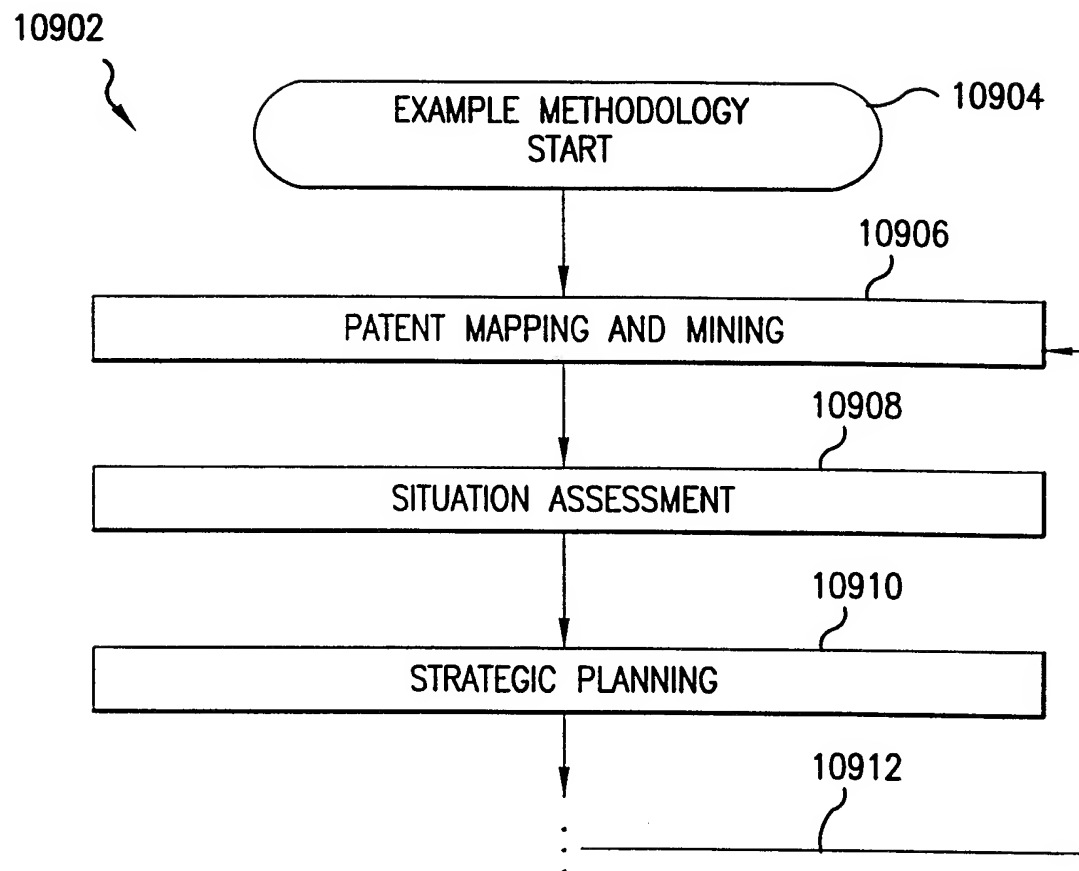 10902
EXAMPLE METHODOLOGY
START
10904
10906
PATENT MAPPING AND MINING
10908
SITUATION ASSESSMENT
10910
STRATEGIC PLANNING
10912